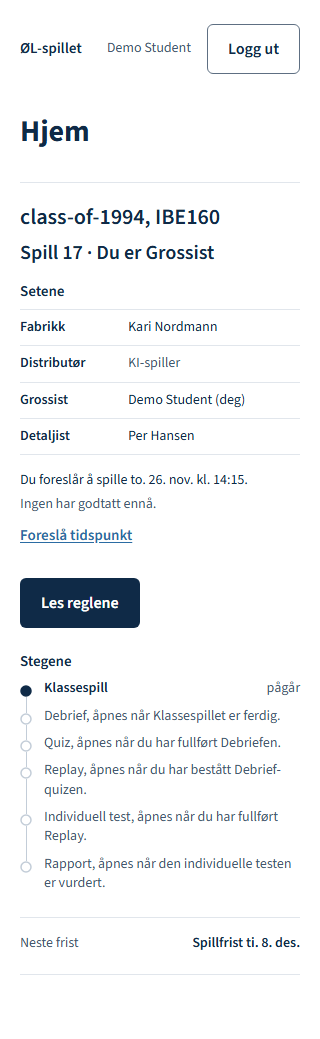 ØL-spillet Demo Student Logg ut
Hjem
class-of-1994, IBE160
Spill 17 · Du er Grossist
Setene
Fabrikk Kari Nordmann
Distributør KI-spiller
Grossist Demo Student (deg)
Detaljist Per Hansen
Du foreslår å spille to. 26. nov. kl. 14:15.
Ingen har godtatt ennå.
Foreslå tidspunkt
Les reglene
Stegene
Klassespill pågår
Debrief, åpnes når Klassespillet er ferdig.
Quiz, åpnes når du har fullført Debriefen.
Replay, åpnes når du har bestått Debrief-
quizen.
Individuell test, åpnes når du har fullført
Replay.
Rapport, åpnes når den individuelle testen
er vurdert.
Neste frist Spillfrist ti. 8. des.